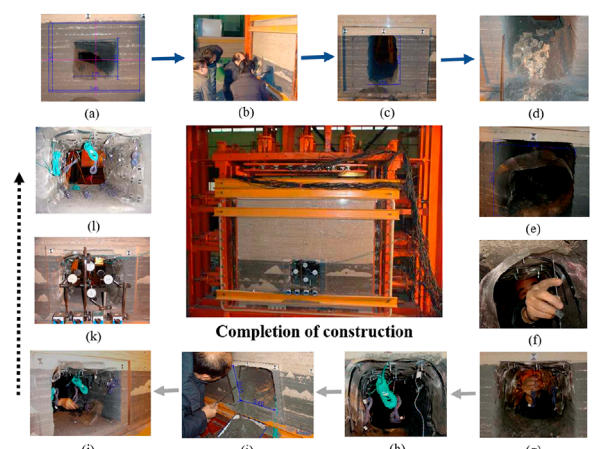 (a)
(b)
(c)
(d)
(l)
(e)
(k)
Completion of construction
(f)
(j)
(i)
(h)
(g)